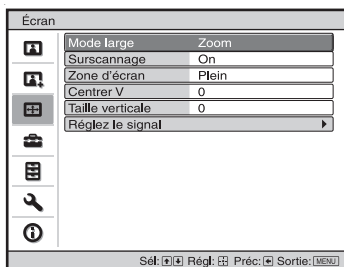 Écran
Mode large Zoom
Surscannage On
Zone d'écran Plein
Centrer V 0
Taille verticale 0
Réglez le signal
Sél: Régl: Préc: Sortie: MENU